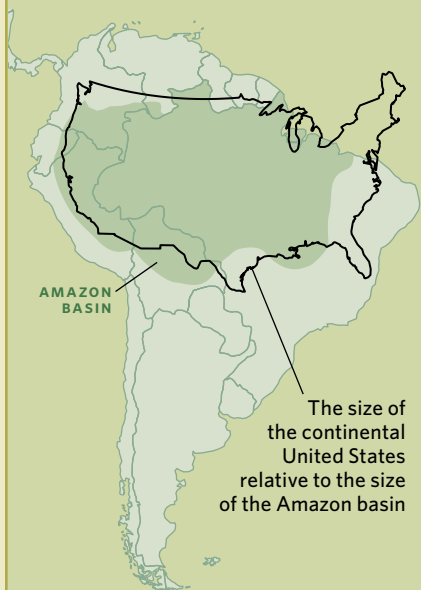 AMAZON
BASIN
The size of
the continental
United States
relative to the size
of the Amazon basin